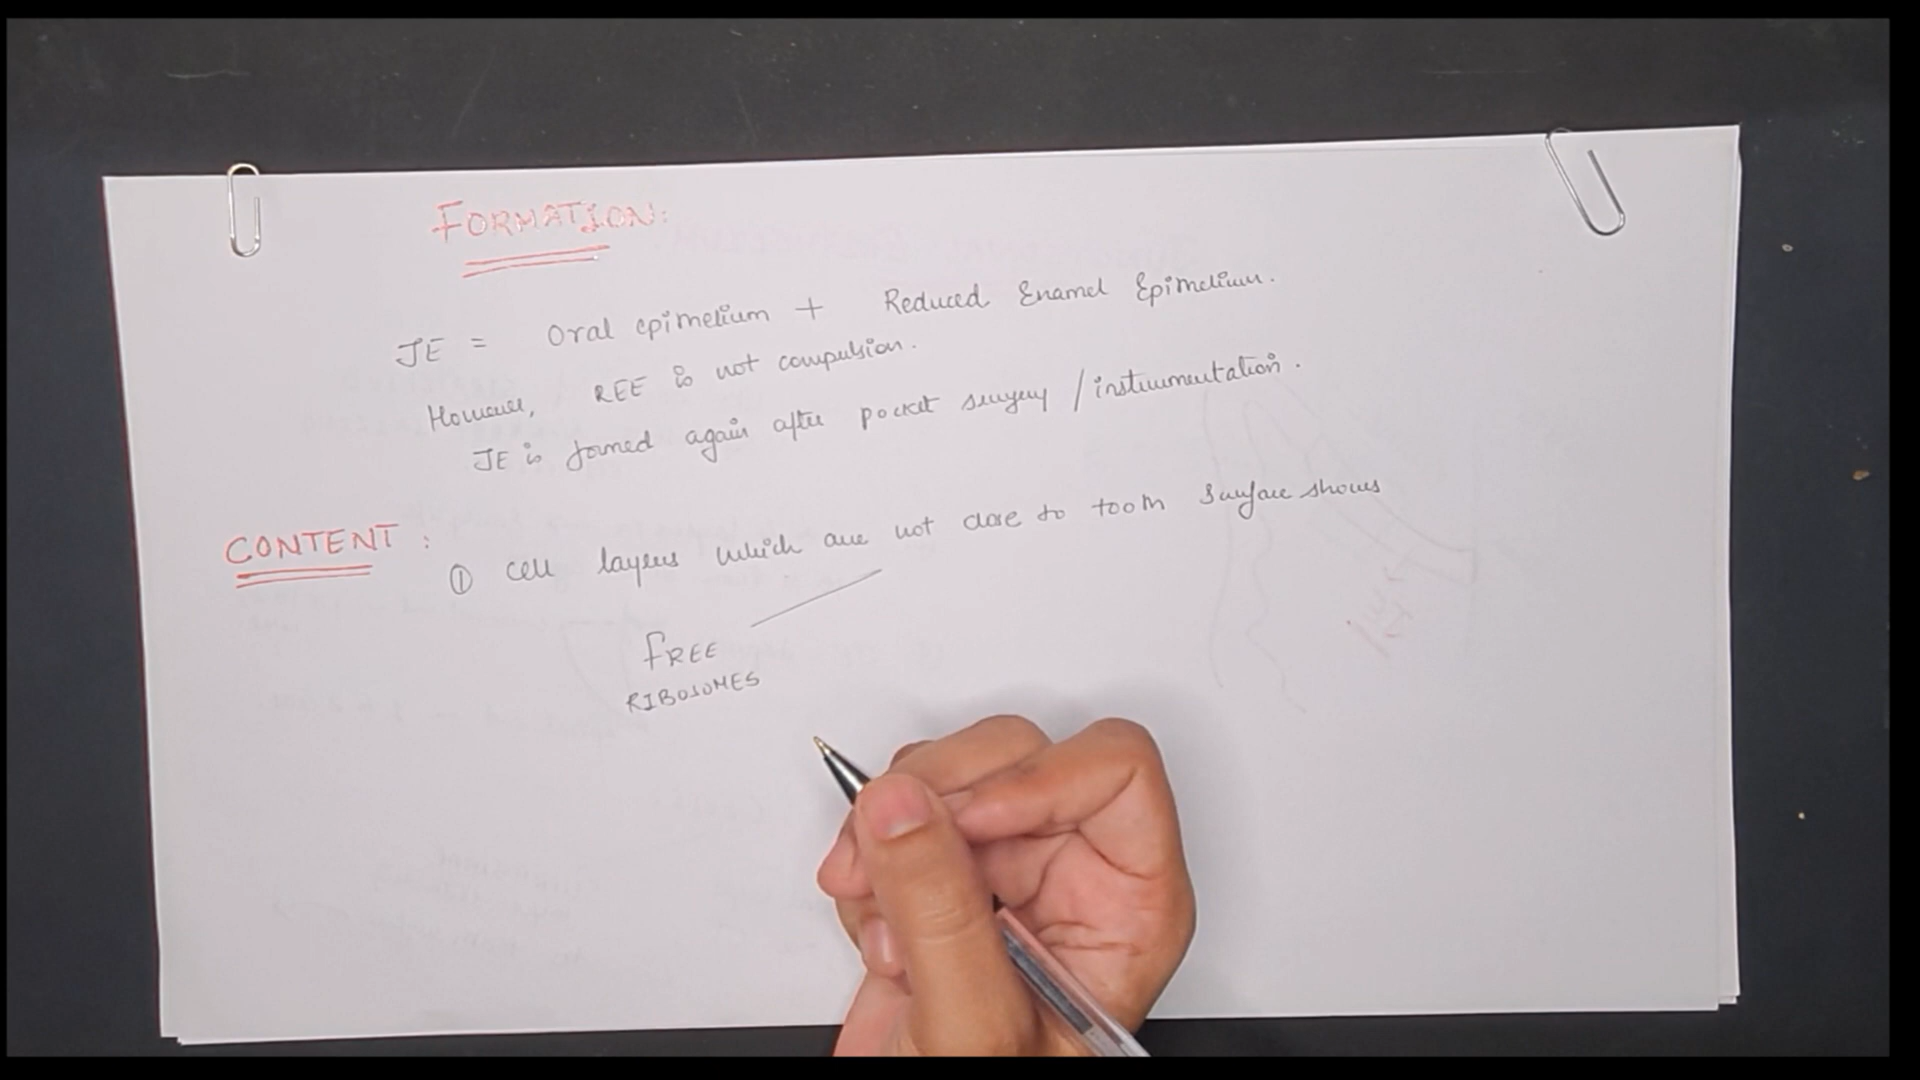 FORMATION:
JE = Oral epithelium + Reduced Enamel Epithelium.
However, REE is not compulsion.
JE is formed again after pocket surgery / instrumentation.
CONTENT :
① cell layers which are not close to tooth surface shows
FREE
RIBOSOMES